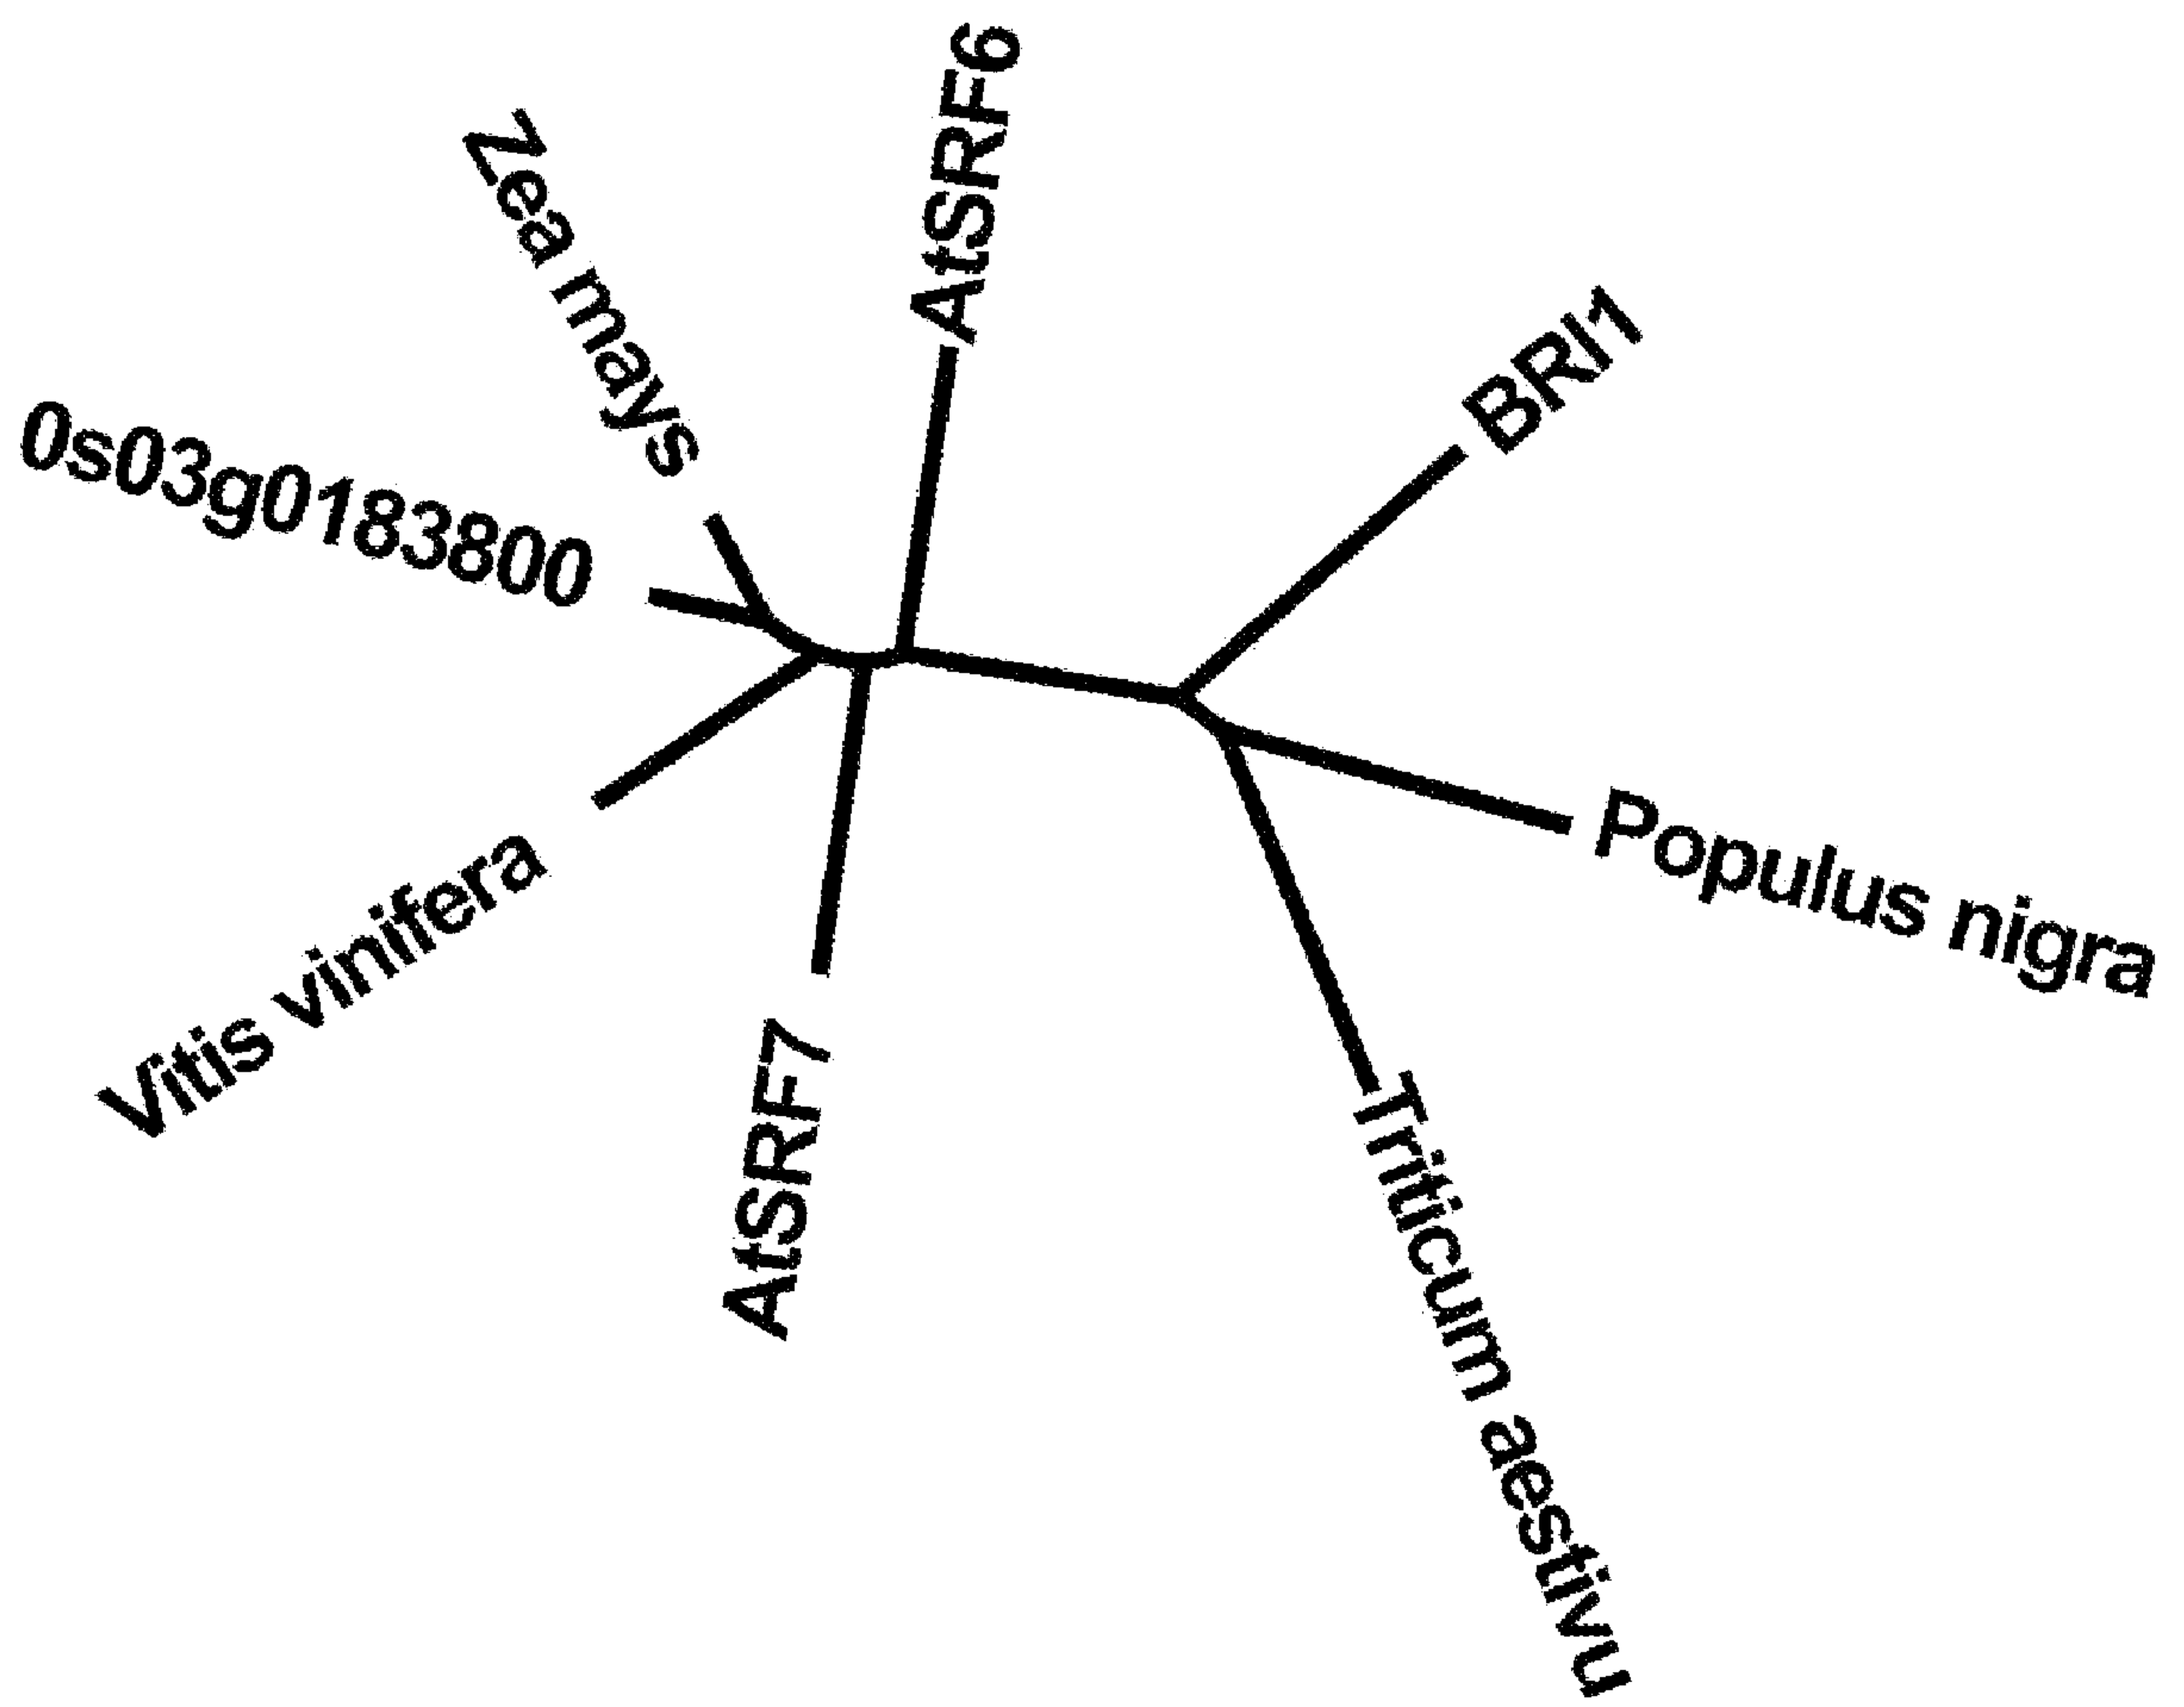 AtSRF6
Zea mays
BRI1
0s03g0183800
Populus nigra
Vitis vinifera
AtSRF7
Triticum aestivu